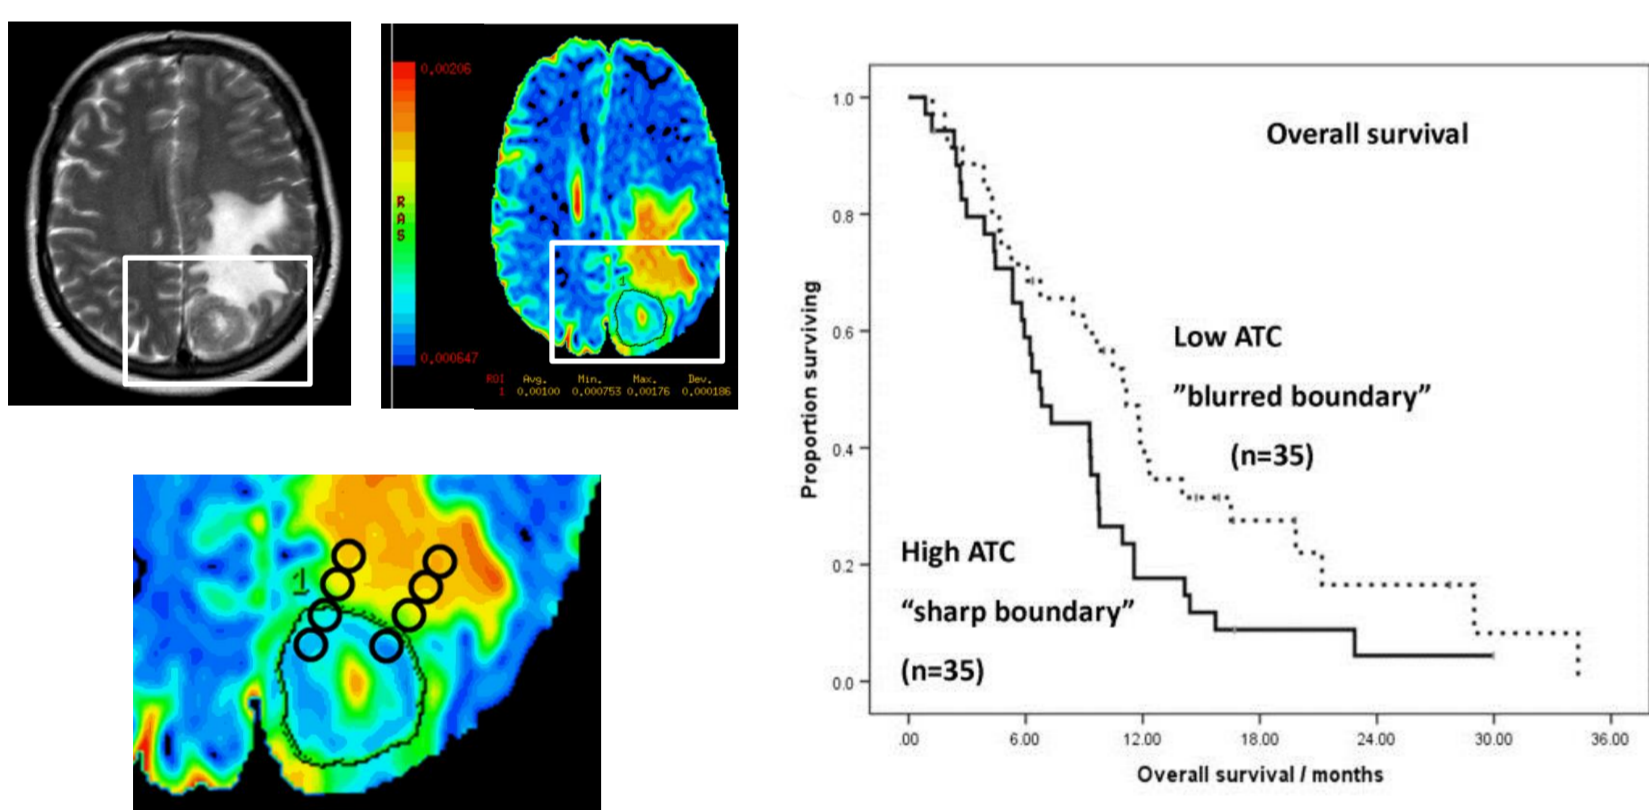 0.00206
R
A
S
0.000647
1
ROI Avg. Min. Max. Dev.
1 0.00100 0.000753 0.00176 0.000186
1
Overall survival
Low ATC
”blurred boundary”
(n=35)
High ATC
“sharp boundary”
(n=35)
Proportion surviving
1.0
0.8
0.6
0.4
0.2
0.0
.00 6.00 12.00 18.00 24.00 30.00 36.00
Overall survival / months